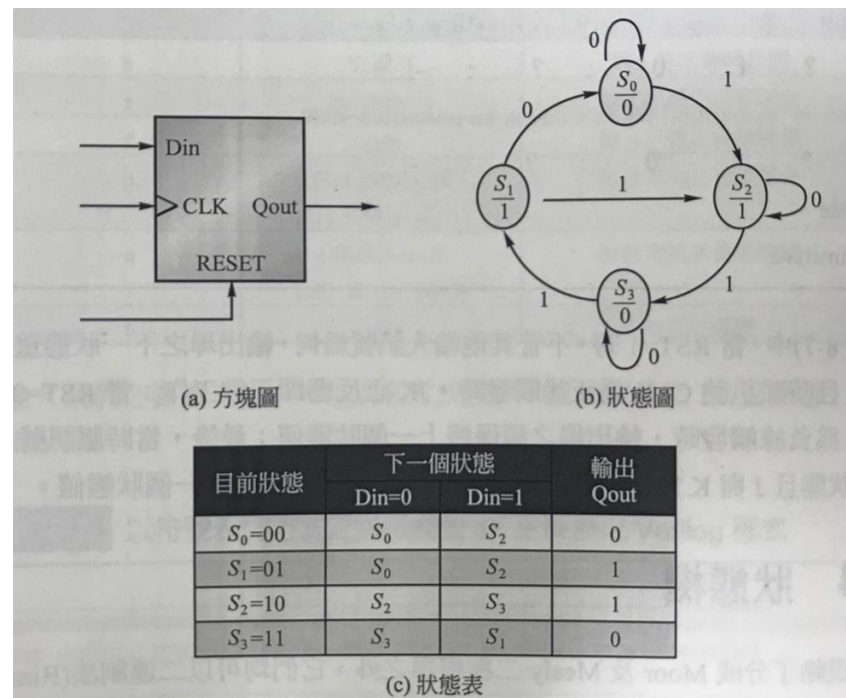 Din
CLK Qout
RESET
(a) 方塊圖
0
S0
0
1
0
S1
1
1
S2
1
0
1
1
S3
0
0
(b) 狀態圖
目前狀態 下一個狀態 輸出
Din=0 Din=1 Qout
S0=00 S0 S2 0
S1=01 S0 S2 1
S2=10 S2 S3 1
S3=11 S3 S1 0
(c) 狀態表